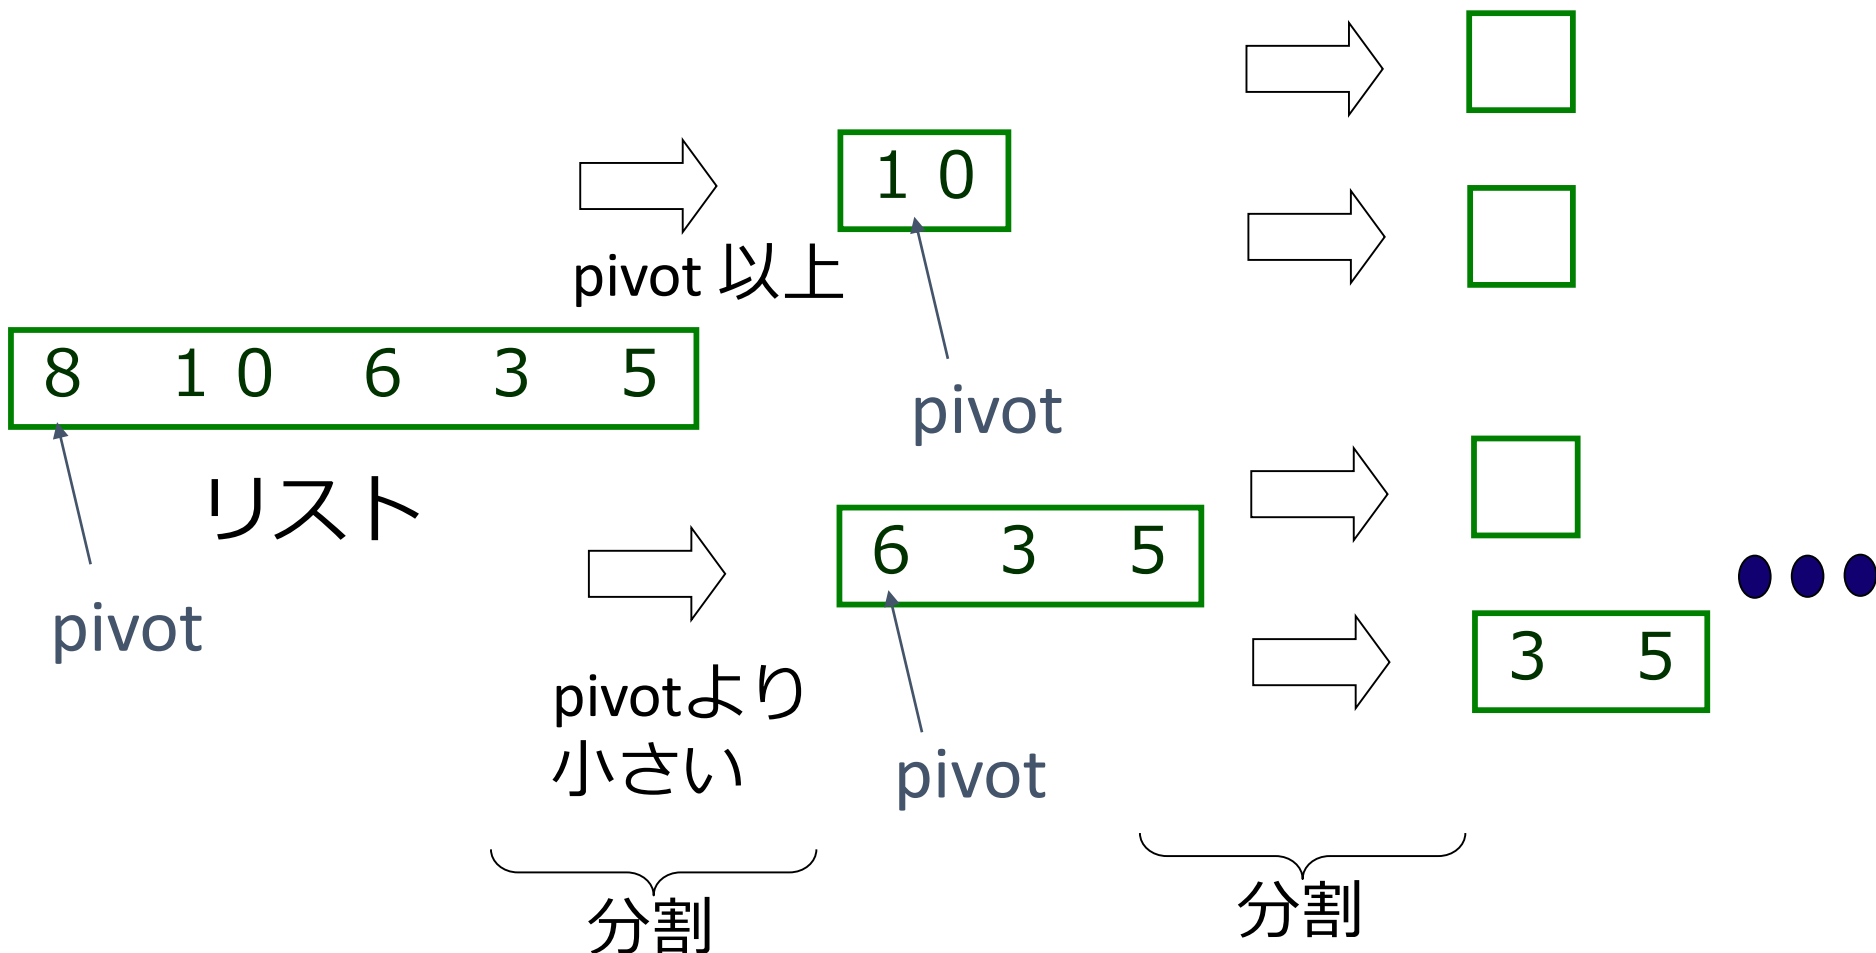 １０
pivot 以上
８　１０　６　３　５
pivot
リスト
６　３　５
pivot
３　５
pivotより
小さい
pivot
分割
分割